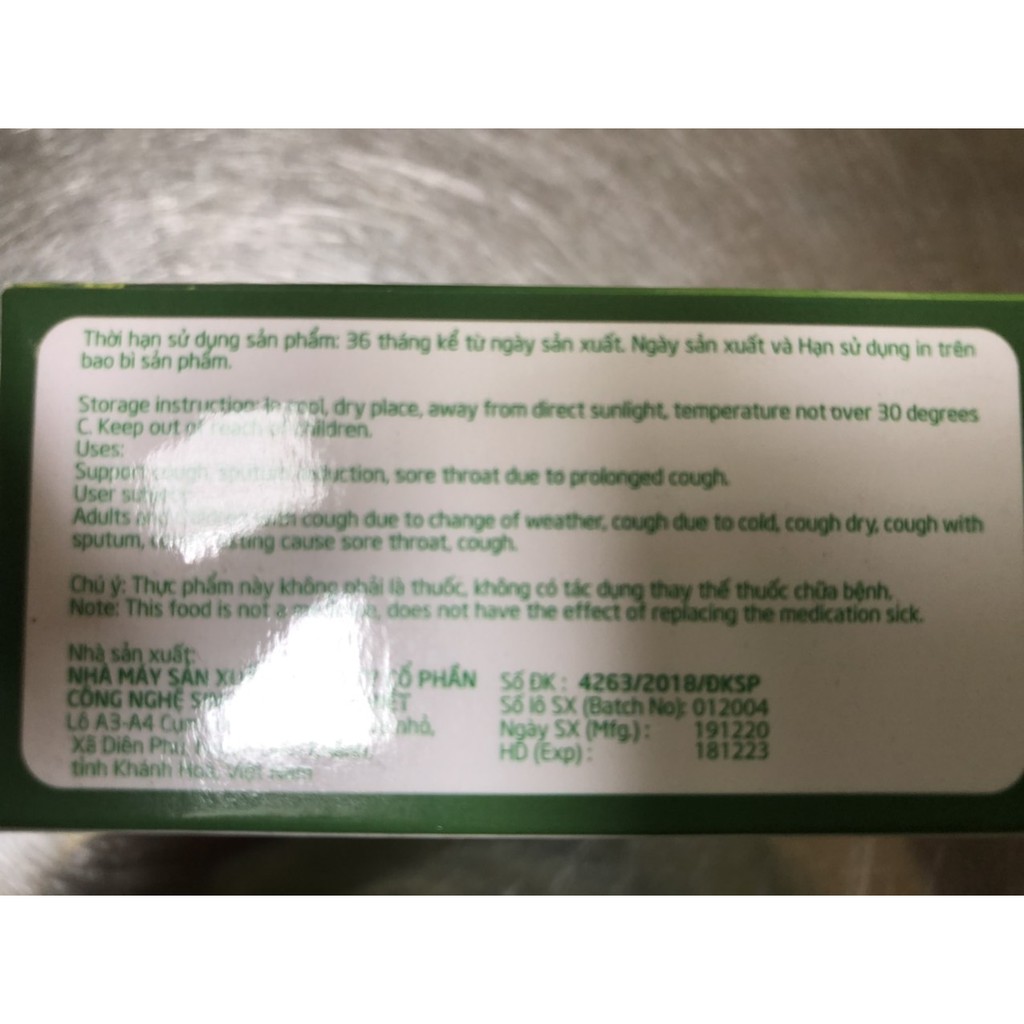 Thời hạn sử dụng sản phẩm: 36 tháng kể từ ngày sản xuất. Ngày sản xuất và Hạn sử dụng in trên
bao bì sản phẩm.
Storage instruction: In cool, dry place, away from direct sunlight, temperature not over 30 degrees
C. Keep out of reach of children.
Uses:
Support cough, sputum reduction, sore throat due to prolonged cough.
User
Adults with cough due to change of weather, cough due to cold, cough dry, cough with
sputum, cause sore throat, cough.
Chú ý: Thực phẩm này không phải là thuốc, không có tác dụng thay thế thuốc chữa bệnh.
Note: This food is not a does not have the effect of replacing the medication sick.
Nhà sản xuất:
NHÀ MÁY SẢN CỔ PHẦN
CÔNG NGHỆ
Lô A3-A4 nhỏ,
Xã Diên Phú,
tỉnh Khánh Hoà, Việt Nam
Số ĐK : 4263/2018/ĐKSP
Số lô SX (Batch No): 012004
Ngày SX (Mfg.) : 191220
HD (Exp) : 181223